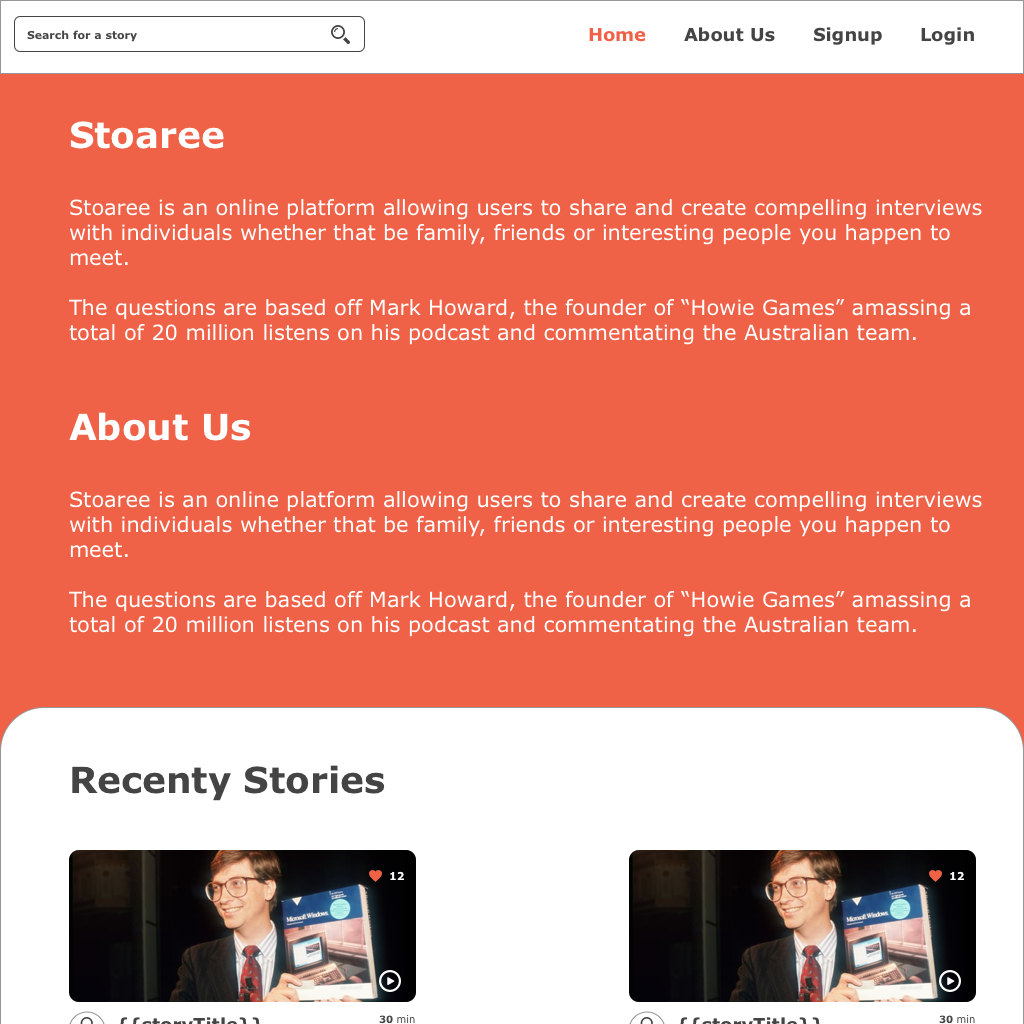 Search for a story
Home About Us Signup Login
Stoaree
Stoaree is an online platform allowing users to share and create compelling interviews
with individuals whether that be family, friends or interesting people you happen to
meet.
The questions are based off Mark Howard, the founder of “Howie Games” amassing a
total of 20 million listens on his podcast and commentating the Australian team.
About Us
Stoaree is an online platform allowing users to share and create compelling interviews
with individuals whether that be family, friends or interesting people you happen to
meet.
The questions are based off Mark Howard, the founder of “Howie Games” amassing a
total of 20 million listens on his podcast and commentating the Australian team.
Recenty Stories
12
Microsoft Windows
12
Microsoft Windows
{{storyTitle}} 30 min
{{storyTitle}} 30 min